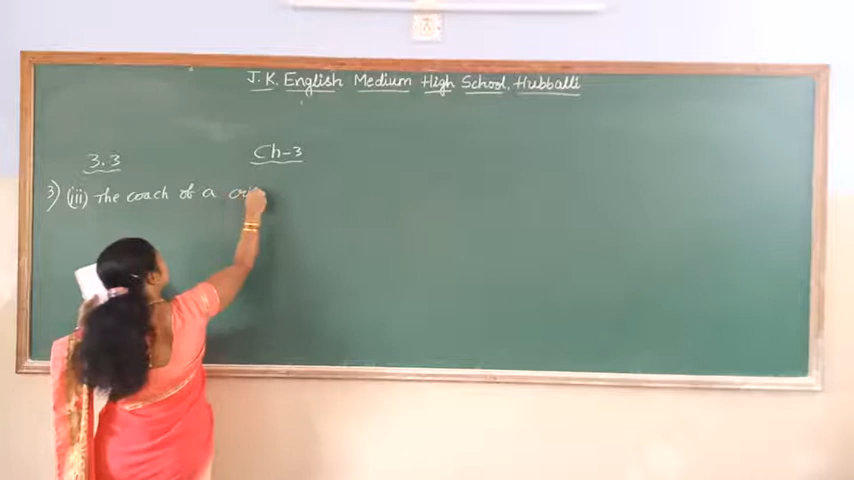 J.K. English Medium High School, Hubballi
3.3 Ch-3
3) (iii) The coach of a